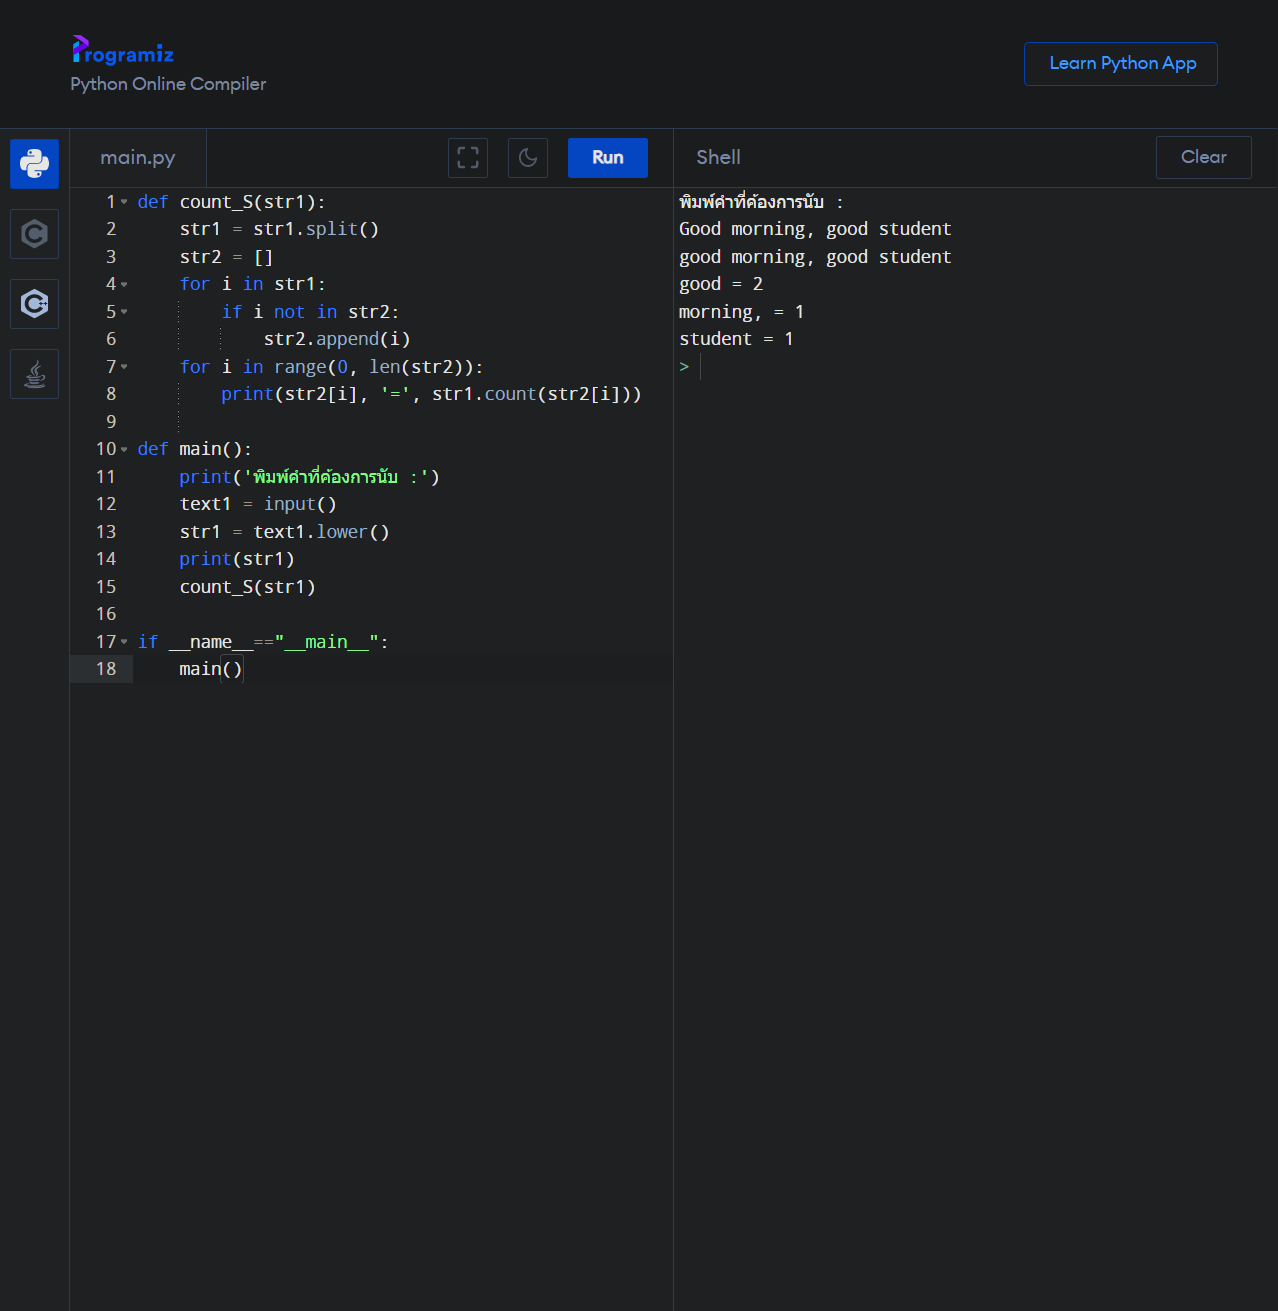 Programiz
Python Online Compiler
Learn Python App
main.py
Run
Shell
Clear
1 def count_S(str1):
2 str1 = str1.split()
3 str2 = []
4 for i in str1:
5 if i not in str2:
6 str2.append(i)
7 for i in range(0, len(str2)):
8 print(str2[i], '=', str1.count(str2[i]))
9
10 def main():
11 print('พิมพ์คำที่ต้องการนับ :')
12 text1 = input()
13 str1 = text1.lower()
14 print(str1)
15 count_S(str1)
16
17 if __name__=="__main__":
18 main()
พิมพ์คำที่ต้องการนับ :
Good morning, good student
good morning, good student
good = 2
morning, = 1
student = 1
>